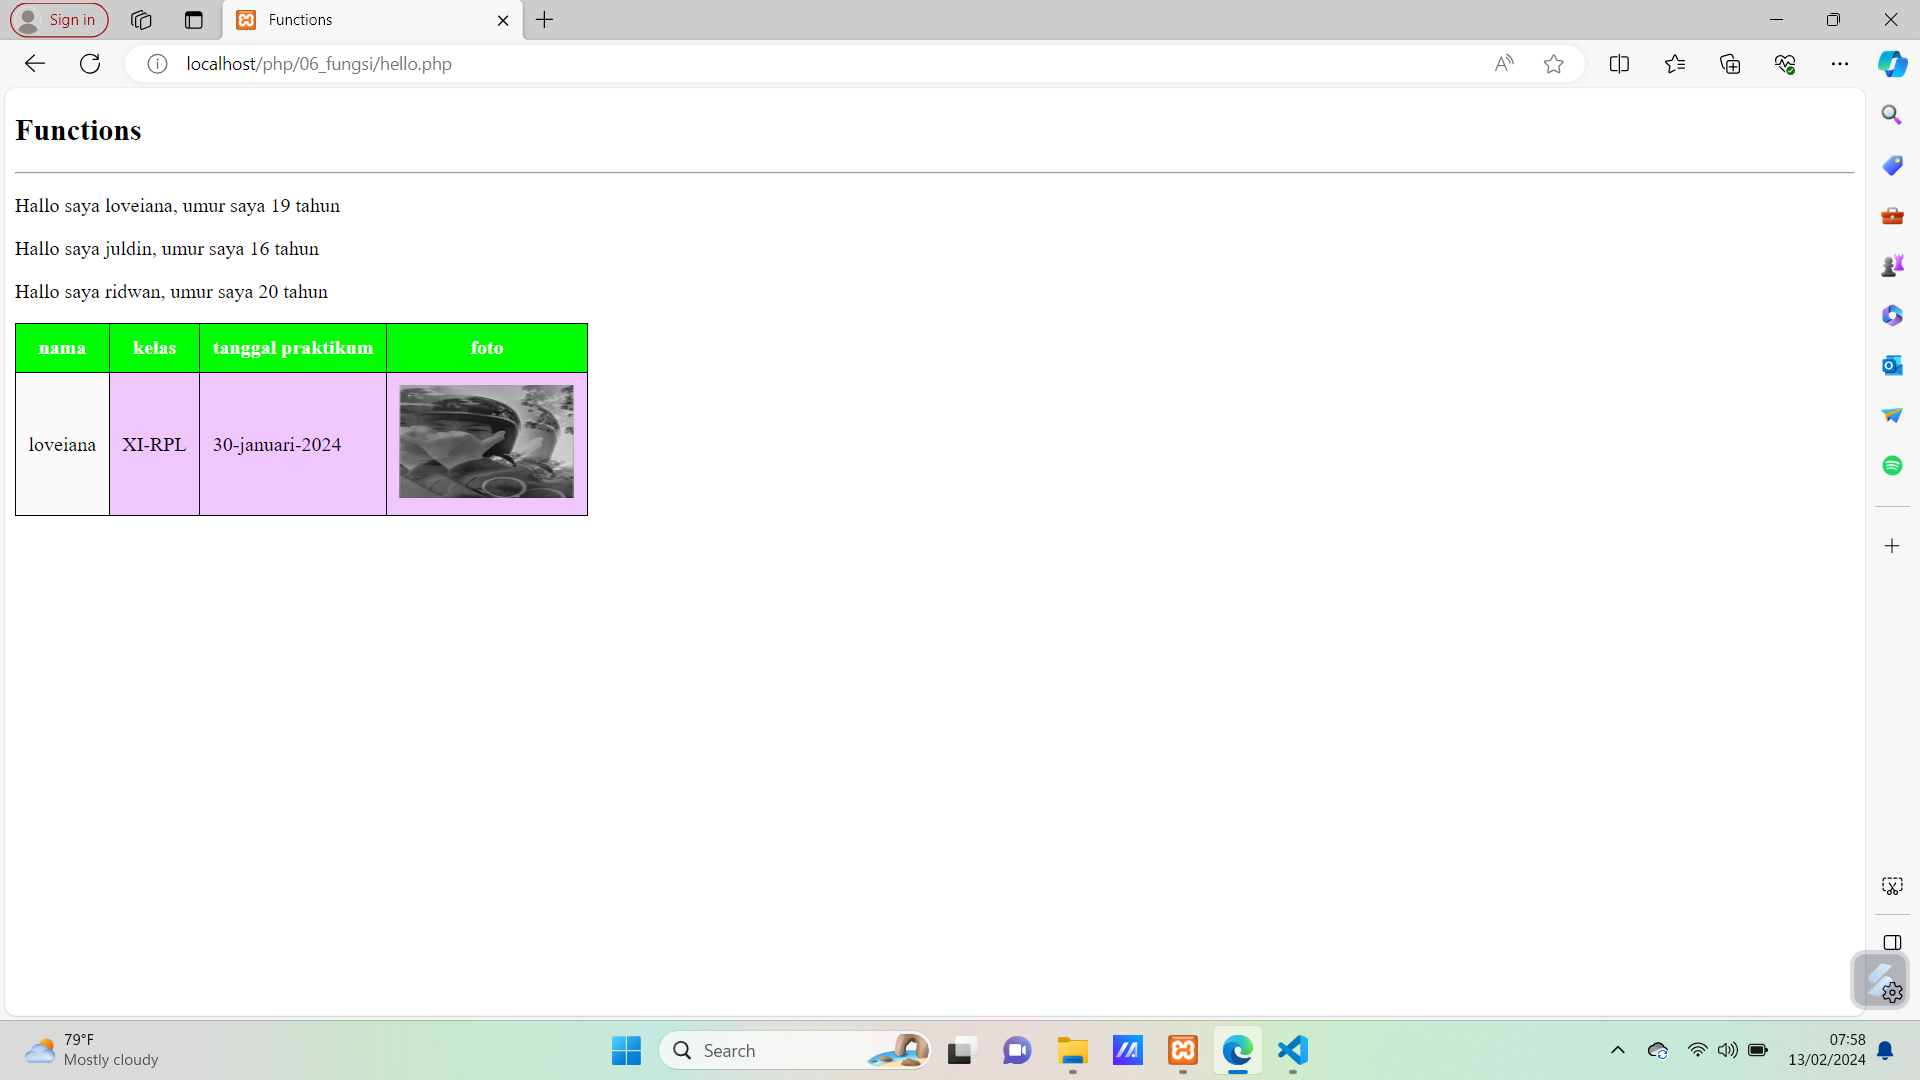 Sign in
Functions
localhost/php/06_fungsi/hello.php
Functions
Hallo saya loveiana, umur saya 19 tahun
Hallo saya juldin, umur saya 16 tahun
Hallo saya ridwan, umur saya 20 tahun
nama kelas tanggal praktikum foto
loveiana XI-RPL 30-januari-2024
79°F
Mostly cloudy
Search
07:58
13/02/2024